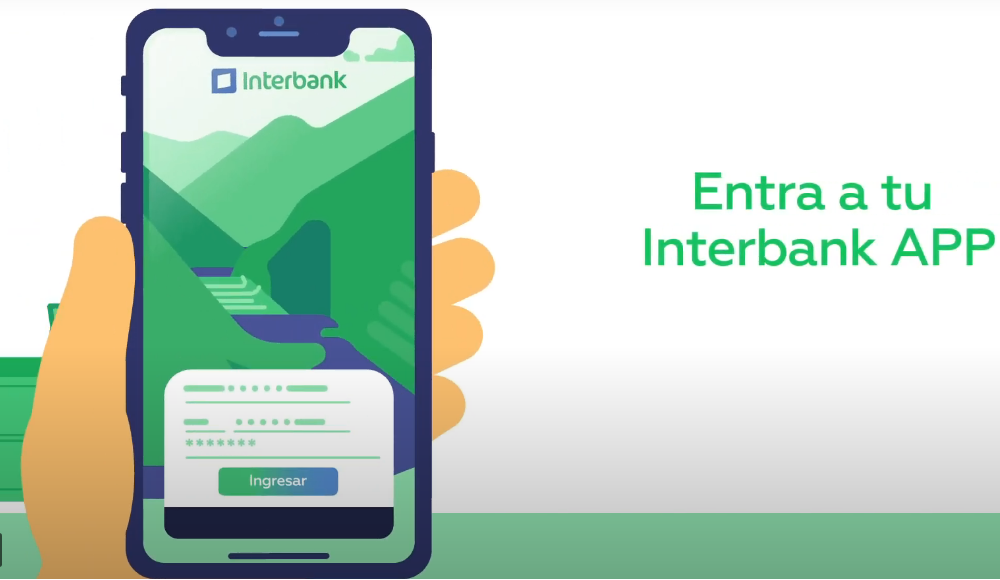 Interbank
Entra a tu
Interbank APP
*******
Ingresar